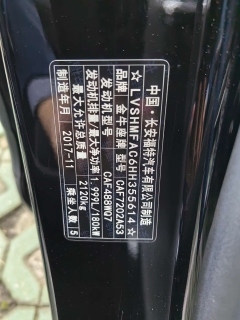 中国·长安福特汽车有限公司制造
☆LVSHMFAC6HH355614☆
品牌 金牛座牌 型号 CAF7202A53
发动机型号 CAF488WQ7
发动机排量/最大净功率 1.999L/180kW
最大允许总质量 2120kg
制造年月 2017-11 乘坐人数 5